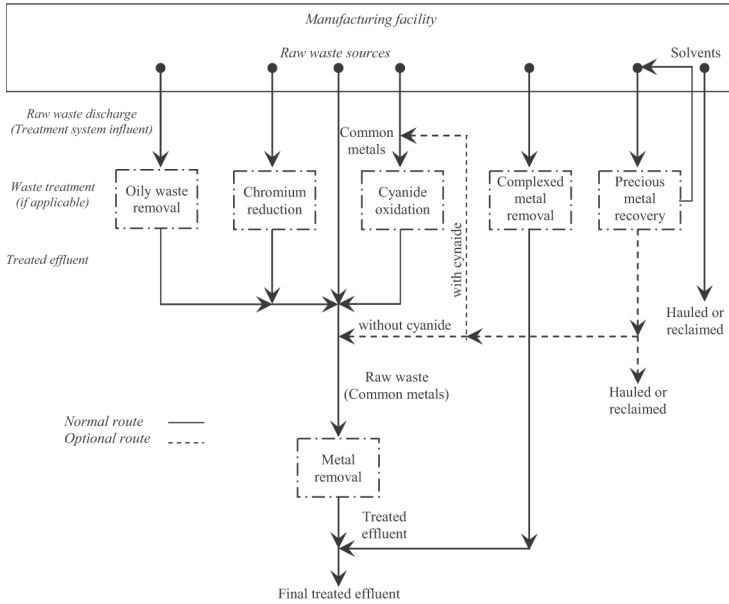 Manufacturing facility
Raw waste sources
Solvents
Raw waste discharge
(Treatment system influent)
Common
metals
Waste treatment
(if applicable)
Oily waste
removal
Chromium
reduction
Cyanide
oxidation
Complexed
metal
removal
Precious
metal
recovery
Treated effluent
with cynaide
Hauled or
reclaimed
without cyanide
Raw waste
(Common metals)
Hauled or
reclaimed
Normal route
Optional route
Metal
removal
Treated
effluent
Final treated effluent